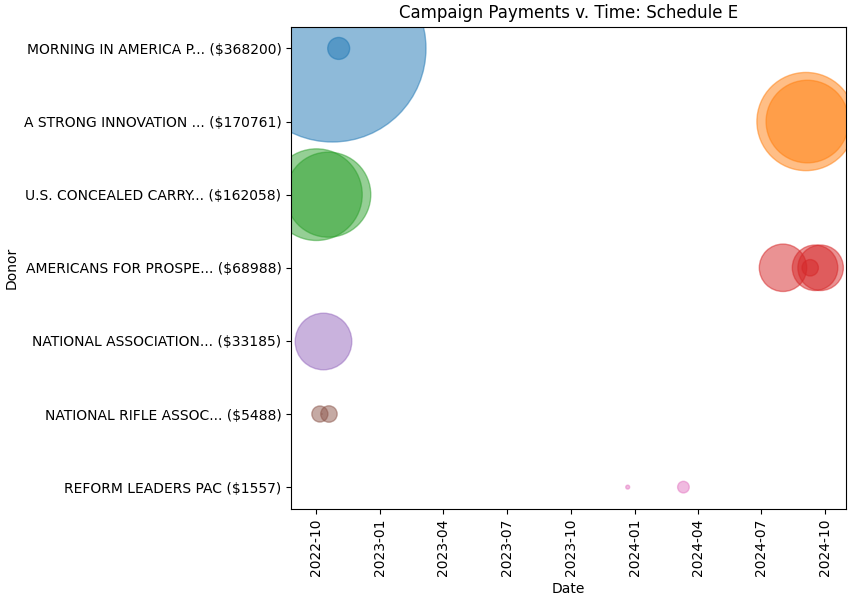 Campaign Payments v. Time: Schedule E
MORNING IN AMERICA P... ($368200)
A STRONG INNOVATION ... ($170761)
U.S. CONCEALED CARRY... ($162058)
AMERICANS FOR PROSPE... ($68988)
NATIONAL ASSOCIATION... ($33185)
NATIONAL RIFLE ASSOC... ($5488)
REFORM LEADERS PAC ($1557)
Donor
2022-10
2023-01
2023-04
2023-07
2023-10
2024-01
2024-04
2024-07
2024-10
Date